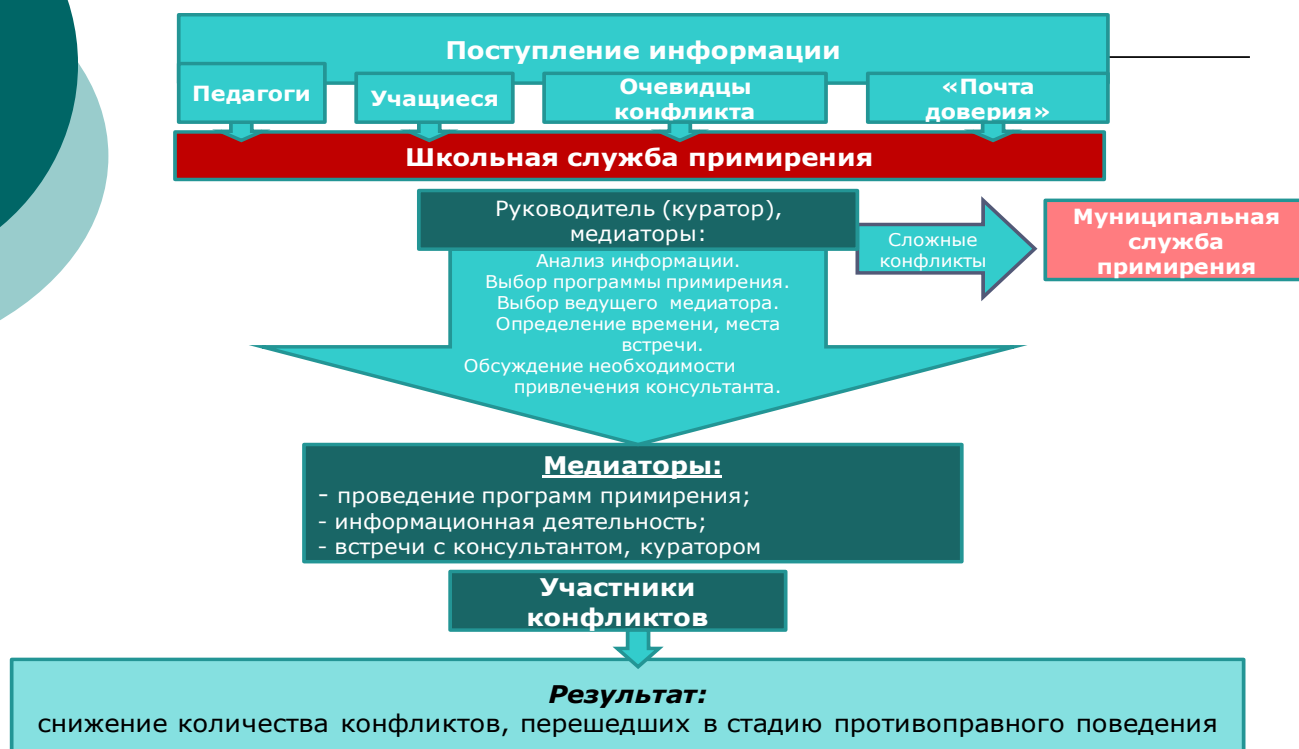 Поступление информации
Педагоги
Учащиеся
Очевидцы
конфликта
«Почта
доверия»
Школьная служба примирения
Руководитель (куратор),
медиаторы:
Сложные
конфликты
Муниципальная
служба
примирения
Анализ информации.
Выбор программы примирения.
Выбор ведущего медиатора.
Определение времени, места
встречи.
Обсуждение необходимости
привлечения консультанта.
Медиаторы:
- проведение программ примирения;
- информационная деятельность;
- встречи с консультантом, куратором
Участники
конфликтов
Результат:
снижение количества конфликтов, перешедших в стадию противоправного поведения